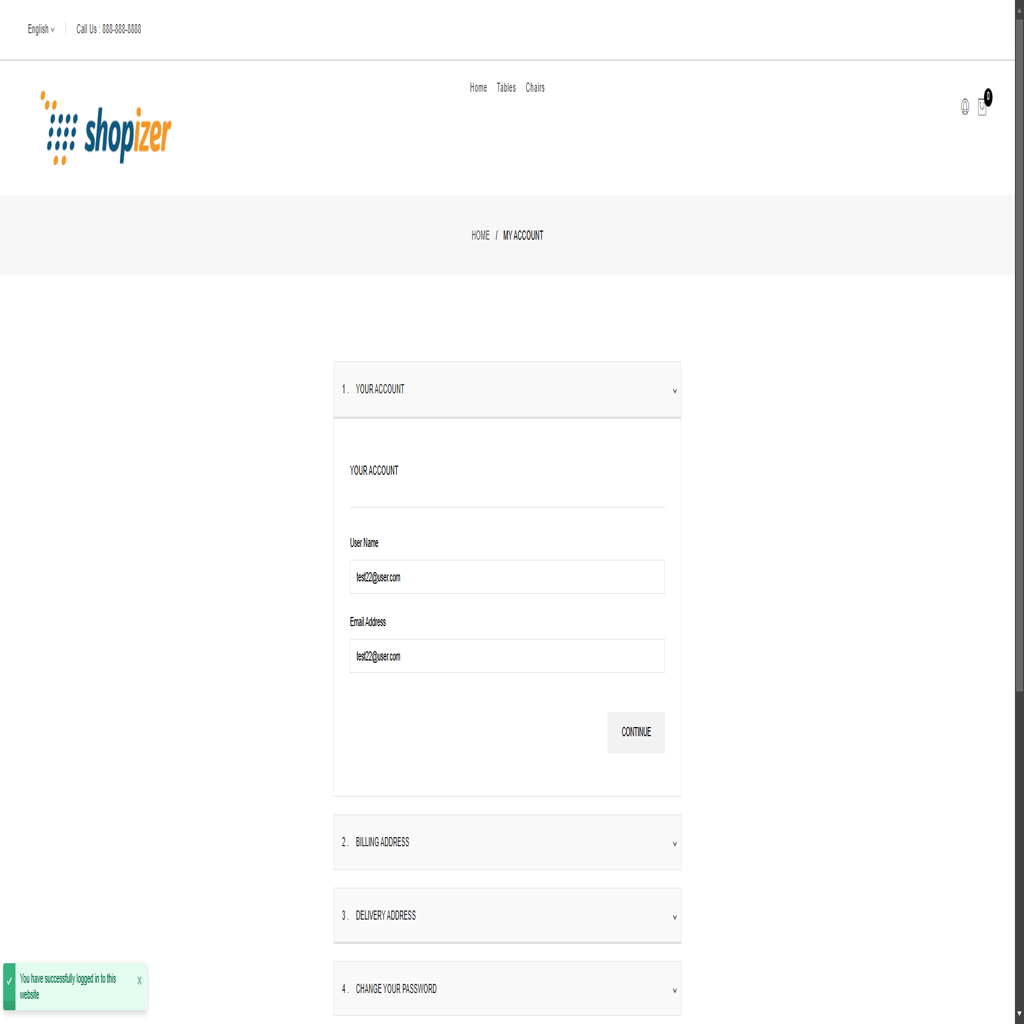 English
Call Us : 888-888-8888
shopizer
Home Tables Chairs
0
HOME / MY ACCOUNT
1 . YOUR ACCOUNT
YOUR ACCOUNT
User Name
test22@user.com
Email Address
test22@user.com
CONTINUE
2 . BILLING ADDRESS
3 . DELIVERY ADDRESS
4 . CHANGE YOUR PASSWORD
You have successfully logged in to this
website
X